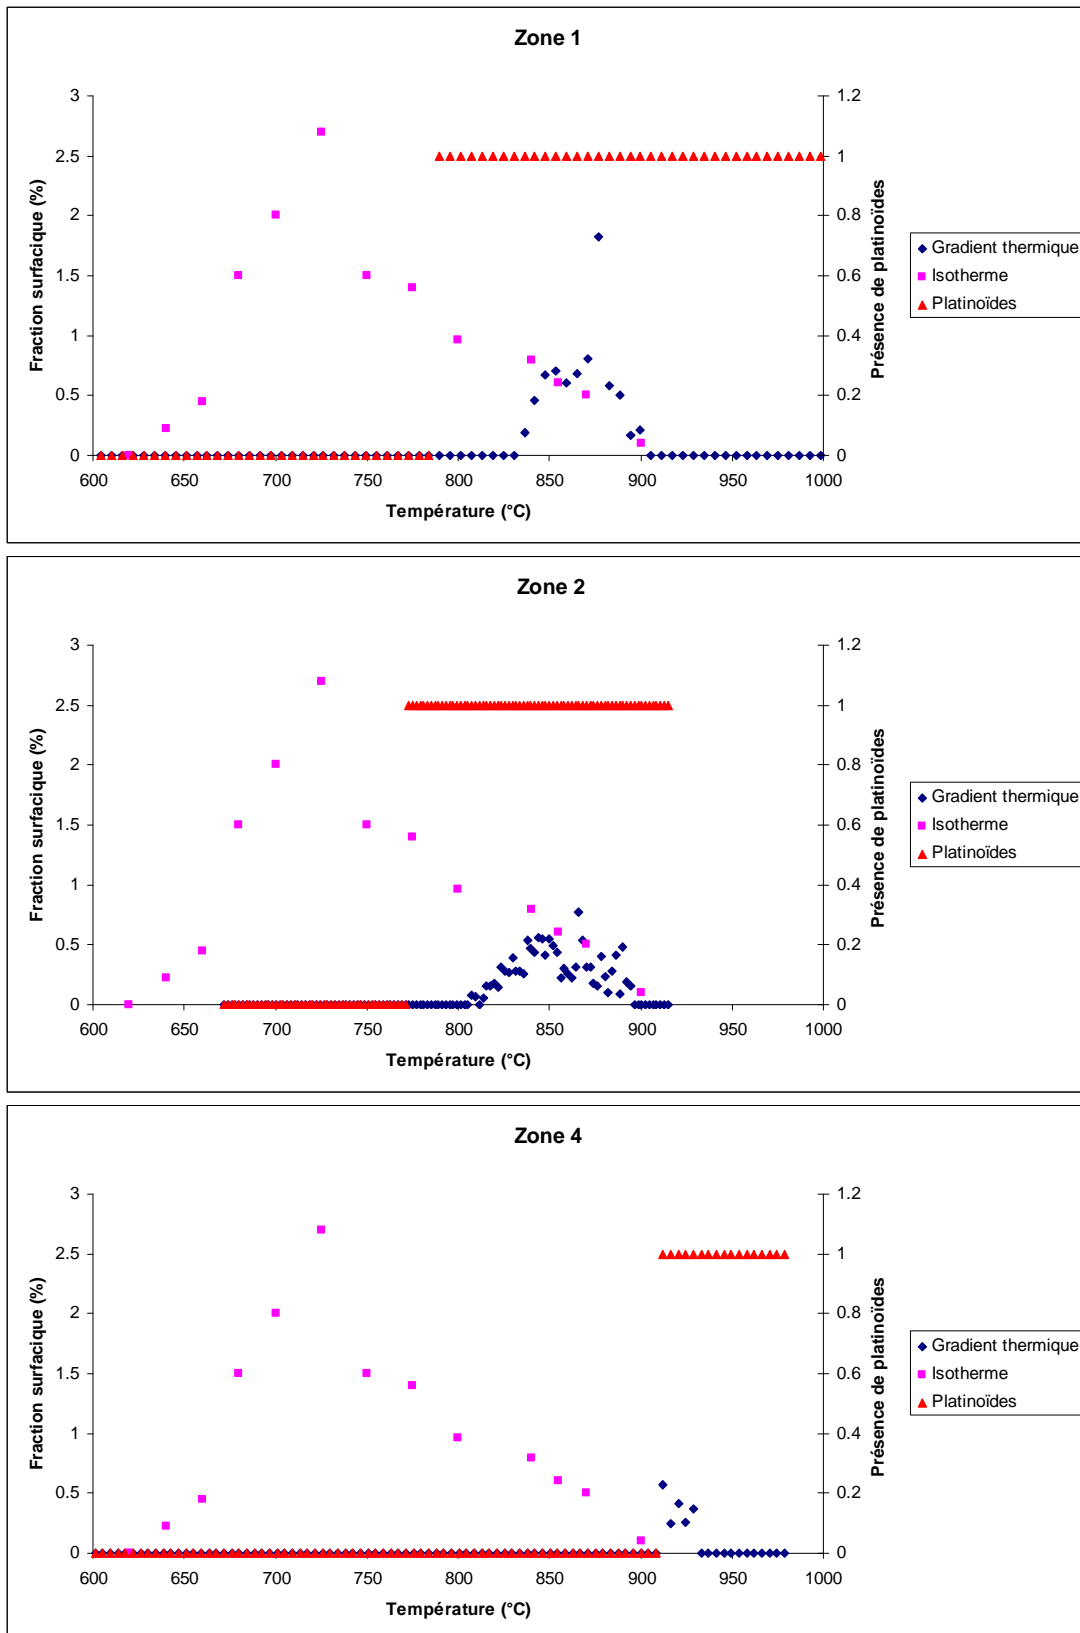 Zone 1
3
2.5
2
1.5
1
0.5
0
1.2
1
0.8
0.6
0.4
0.2
0
600 650 700 750 800 850 900 950 1000
Température (°C)
Fraction surfacique (%)
Présence de platinoïdes
Gradient thermique
Isotherme
Platinoïdes
Zone 2
3
2.5
2
1.5
1
0.5
0
1.2
1
0.8
0.6
0.4
0.2
0
600 650 700 750 800 850 900 950 1000
Température (°C)
Fraction surfacique (%)
Présence de platinoïdes
Gradient thermique
Isotherme
Platinoïdes
Zone 4
3
2.5
2
1.5
1
0.5
0
1.2
1
0.8
0.6
0.4
0.2
0
600 650 700 750 800 850 900 950 1000
Température (°C)
Fraction surfacique (%)
Présence de platinoïdes
Gradient thermique
Isotherme
Platinoïdes